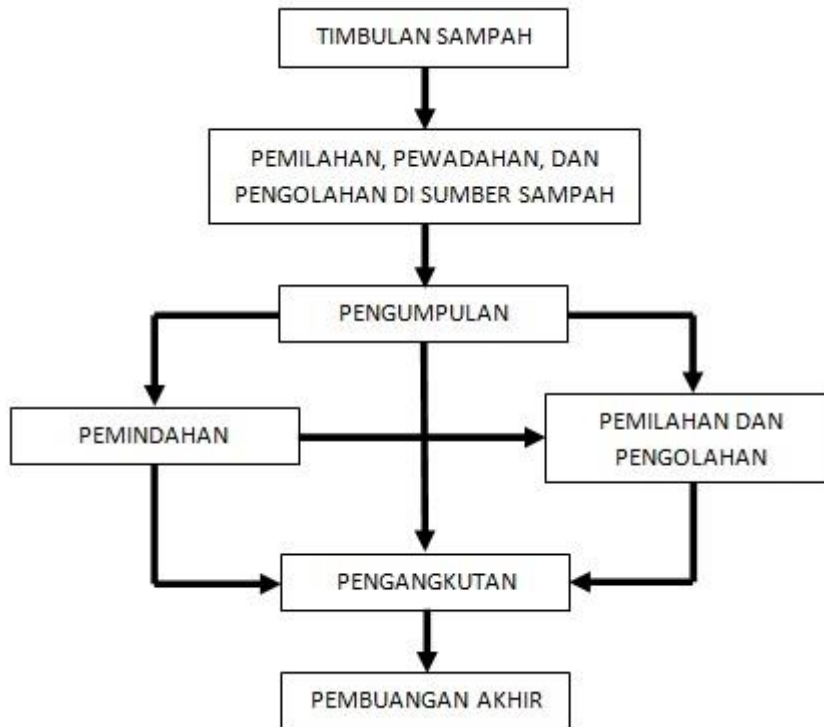 TIMBULAN SAMPAH
PEMILAHAN, PEWADAHAN, DAN
PENGOLAHAN DI SUMBER SAMPAH
PENGUMPULAN
PEMINDAHAN
PEMILAHAN DAN
PENGOLAHAN
PENGANGKUTAN
PEMBUANGAN AKHIR